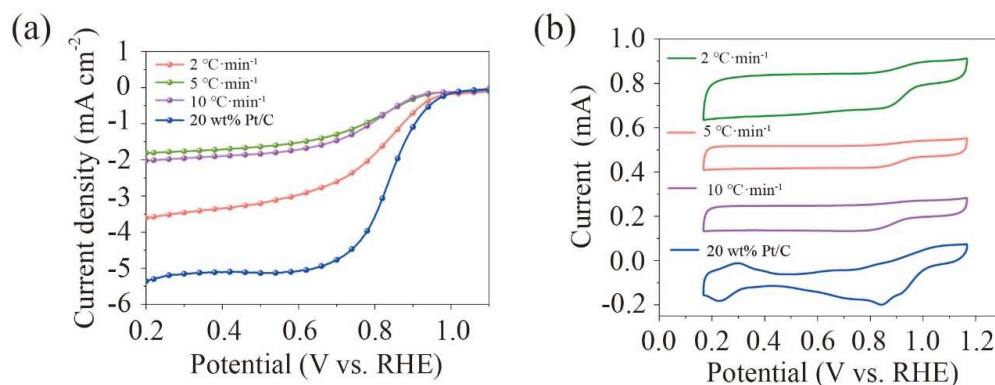 (a)
Current density (mA cm⁻²)
1
0
-1
-2
-3
-4
-5
-6
2 ℃·min⁻¹
5 ℃·min⁻¹
10 ℃·min⁻¹
20 wt% Pt/C
0.2 0.4 0.6 0.8 1.0
Potential (V vs. RHE)
(b)
Current (mA)
1.0
0.8
0.6
0.4
0.2
0.0
-0.2
2 ℃·min⁻¹
5 ℃·min⁻¹
10 ℃·min⁻¹
20 wt% Pt/C
0.0 0.2 0.4 0.6 0.8 1.0 1.2
Potential (V vs. RHE)